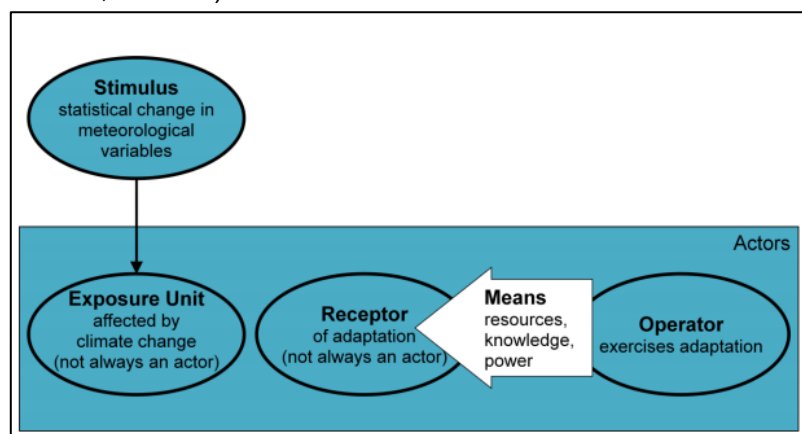 Stimulus
statistical change in
meteorological
variables
Actors
Exposure Unit
affected by
climate change
(not always an actor)
Receptor
of adaptation
(not always an actor)
Means
resources,
knowledge,
power
Operator
exercises adaptation